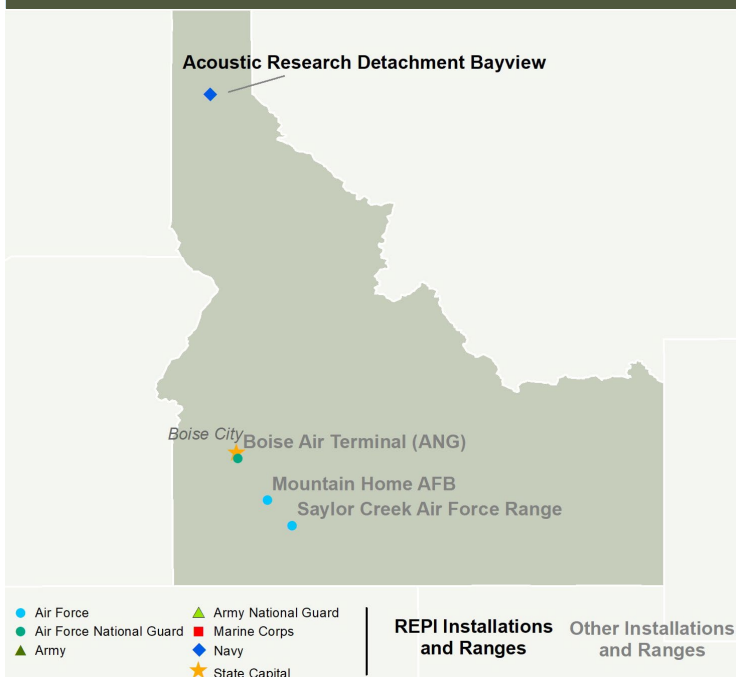 Acoustic Research Detachment Bayview
Boise City
Boise Air Terminal (ANG)
Mountain Home AFB
Saylor Creek Air Force Range
Air Force
Air Force National Guard
Army
Army National Guard
Marine Corps
Navy
State Capital
REPI Installations
and Ranges
Other Installations
and Ranges